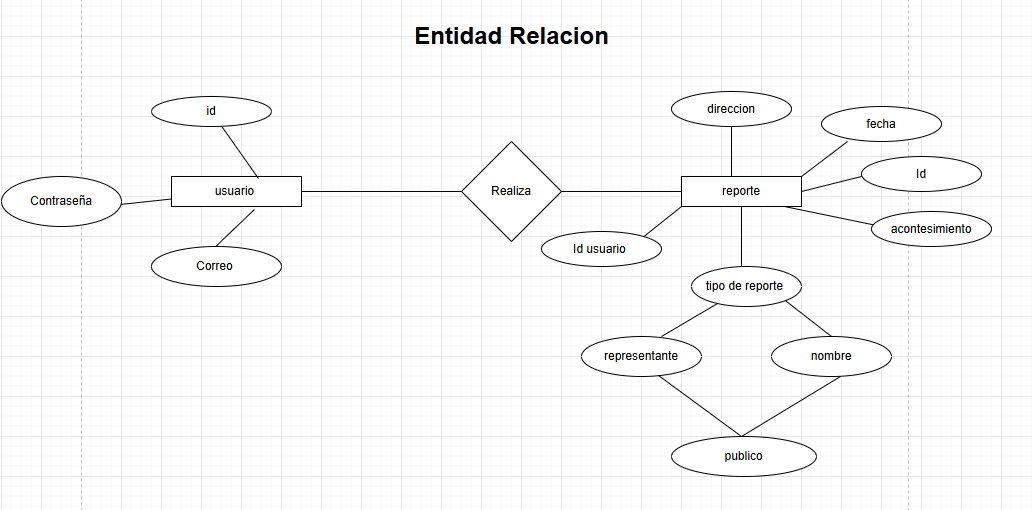 Entidad Relacion
id
direccion
fecha
Contraseña
usuario
Realiza
reporte
Id
Id usuario
acontesimiento
Correo
tipo de reporte
representante
nombre
publico